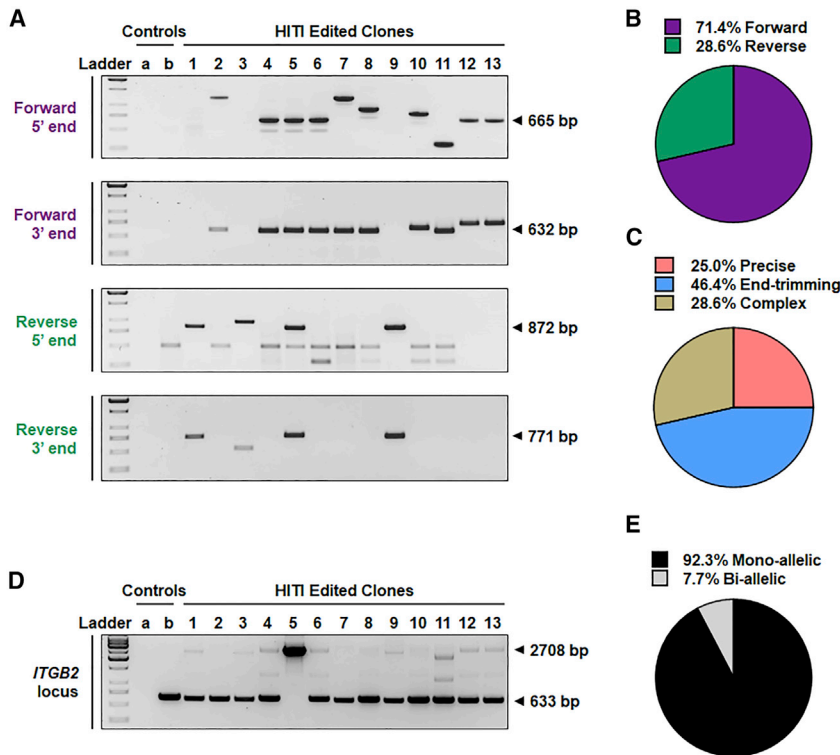 A
Controls HITI Edited Clones
Ladder a b 1 2 3 4 5 6 7 8 9 10 11 12 13
Forward
5' end
665 bp
Forward
3' end
632 bp
Reverse
5' end
872 bp
Reverse
3' end
771 bp
B
71.4% Forward
28.6% Reverse
C
25.0% Precise
46.4% End-trimming
28.6% Complex
D
Controls HITI Edited Clones
Ladder a b 1 2 3 4 5 6 7 8 9 10 11 12 13
ITGB2
locus
2708 bp
633 bp
E
92.3% Mono-allelic
7.7% Bi-allelic